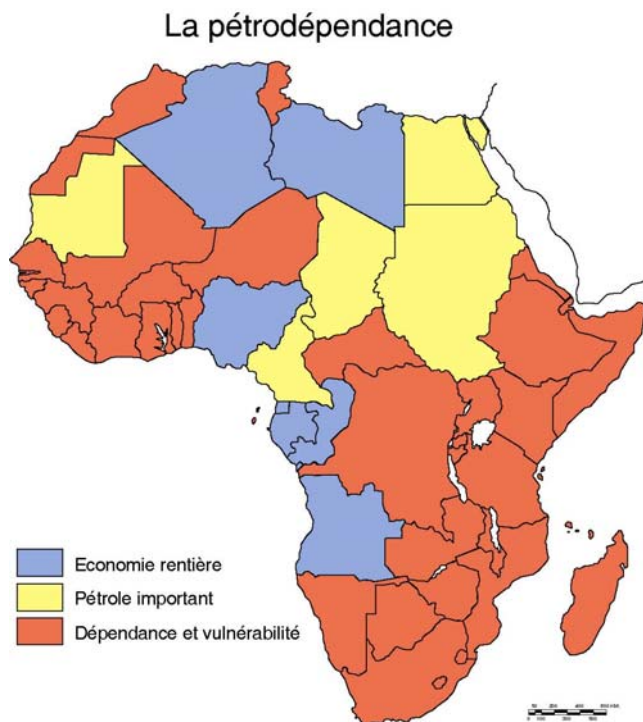 La pétrodépendance
Economie rentière
Pétrole important
Dépendance et vulnérabilité